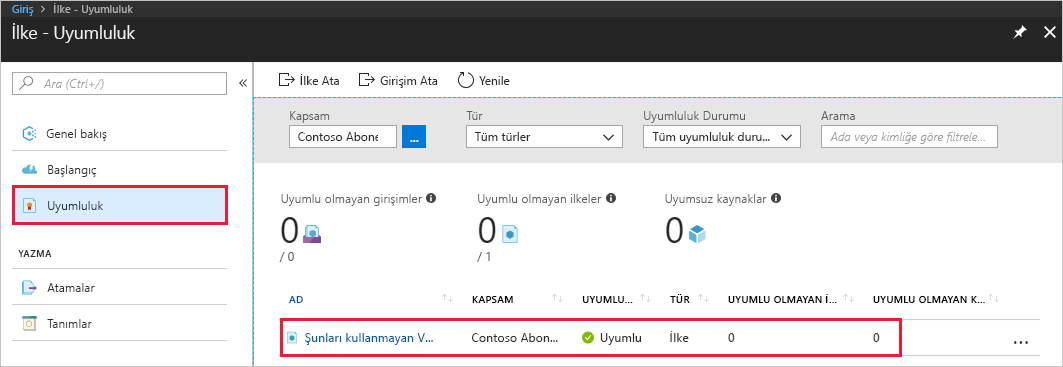 Giriş > İlke - Uyumluluk
İlke - Uyumluluk
Ara (Ctrl+/)
Genel bakış
Başlangıç
Uyumluluk
YAZMA
Atamalar
Tanımlar
İlke Ata
Girişim Ata
Yenile
Kapsam
Tür
Uyumluluk Durumu
Arama
Contoso Abone
...
Tüm türler
Tüm uyumluluk duru...
Ada veya kimliğe göre filtrele...
Uyumlu olmayan girişimler
Uyumlu olmayan ilkeler
Uyumsuz kaynaklar
0
/ 0
0
/ 1
0
AD
KAPSAM
UYUMLU...
TÜR
UYUMLU OLMAYAN İ...
UYUMLU OLMAYAN K...
Şunları kullanmayan V...
Contoso Abon...
Uyumlu
İlke
0
0
...